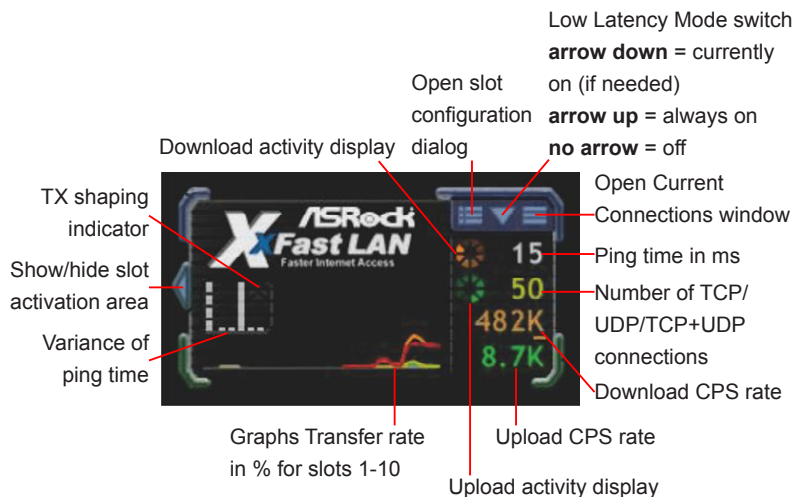 Low Latency Mode switch
arrow down = currently
on (if needed)
arrow up = always on
no arrow = off
Open slot
configuration
dialog
Download activity display
TX shaping
indicator
Show/hide slot
activation area
Variance of
ping time
ASRock
XFast LAN
Faster Internet Access
15
50
482K
8.7K
Open Current
Connections window
Ping time in ms
Number of TCP/
UDP/TCP+UDP
connections
Download CPS rate
Graphs Transfer rate
in % for slots 1-10
Upload CPS rate
Upload activity display